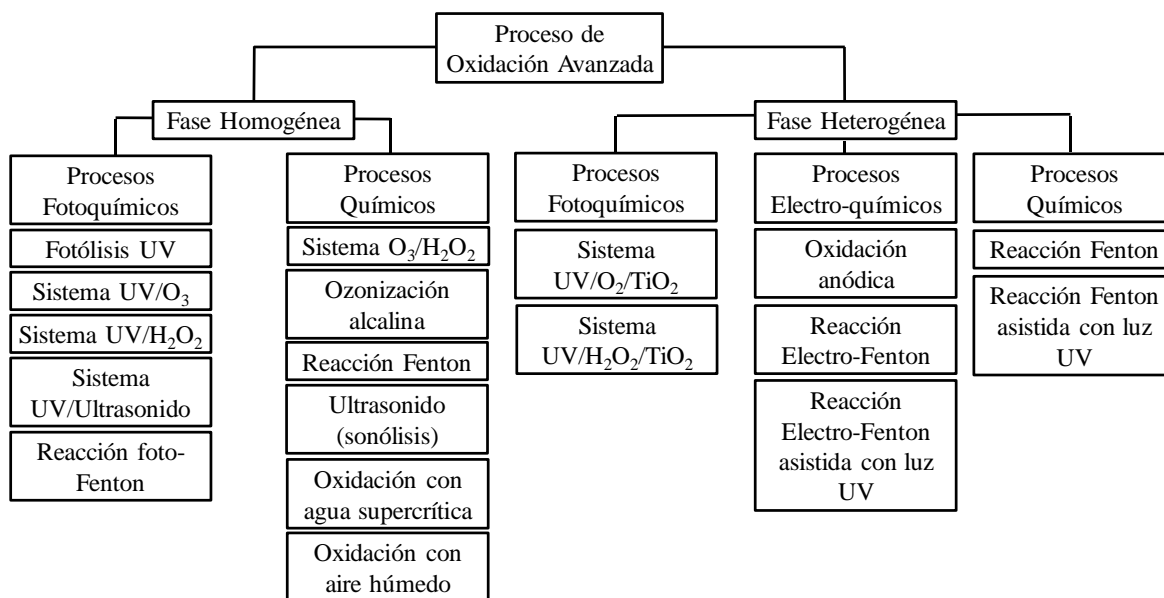 Proceso de
Oxidación Avanzada
Fase Homogénea
Fase Heterogénea
Procesos
Fotoquímicos
Fotólisis UV
Sistema UV/O₃
Sistema UV/H₂O₂
Sistema
UV/Ultrasonido
Reacción foto-
Fenton
Procesos
Químicos
Sistema O₃/H₂O₂
Ozonización
alcalina
Reacción Fenton
Ultrasonido
(sonólisis)
Oxidación con
agua supercrítica
Oxidación con
aire húmedo
Procesos
Fotoquímicos
Sistema
UV/O₂/TiO₂
Sistema
UV/H₂O₂/TiO₂
Procesos
Electro-químicos
Oxidación
anódica
Reacción
Electro-Fenton
Reacción
Electro-Fenton
asistida con luz
UV
Procesos
Químicos
Reacción Fenton
Reacción Fenton
asistida con luz
UV